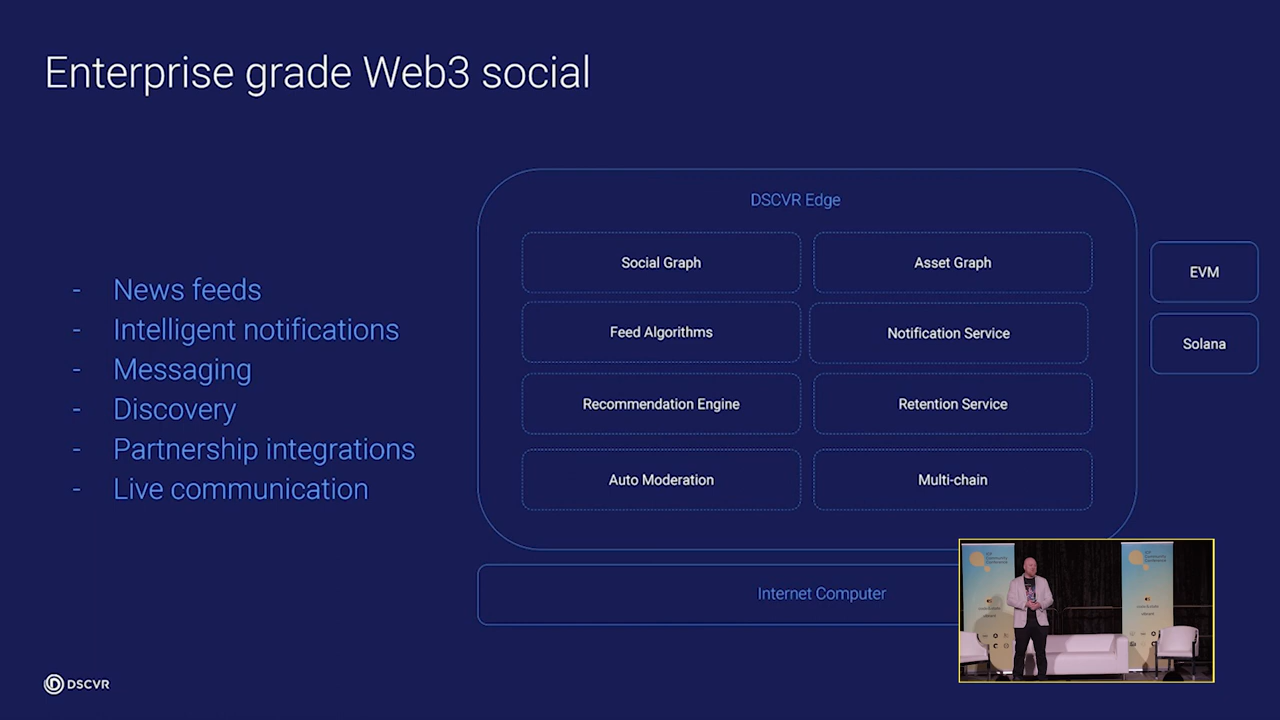 Enterprise grade Web3 social
- News feeds
- Intelligent notifications
- Messaging
- Discovery
- Partnership integrations
- Live communication
DSCVR Edge
Social Graph
Asset Graph
Feed Algorithms
Notification Service
Recommendation Engine
Retention Service
Auto Moderation
Multi-chain
EVM
Solana
Internet Computer
DSCVR